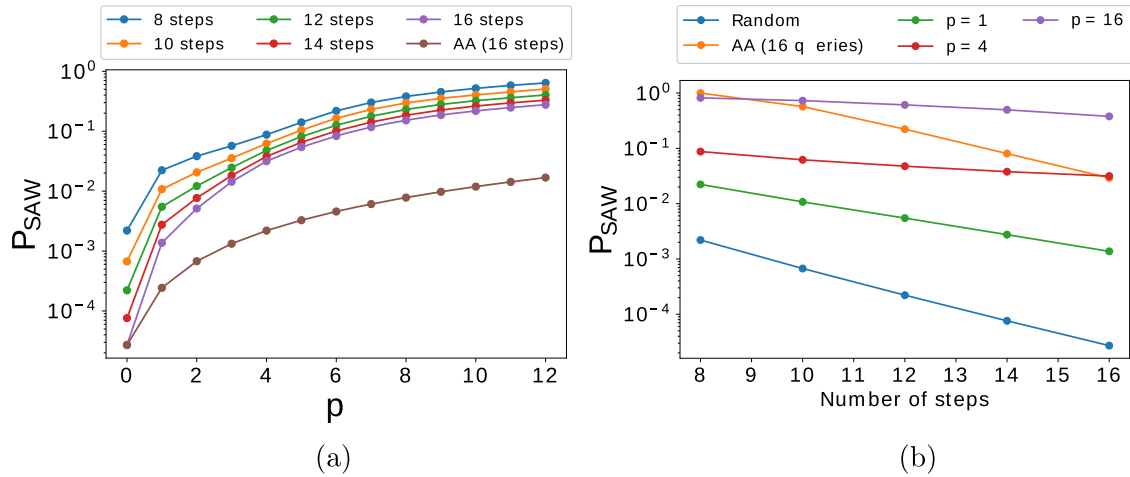 8 steps 12 steps 16 steps
10 steps 14 steps AA (16 steps)
10^0
10^-1
10^-2
10^-3
10^-4
P_SAW
0 2 4 6 8 10 12
p
(a)
Random p = 1 p = 16
AA (16 q eries) p = 4
10^0
10^-1
10^-2
10^-3
10^-4
P_SAW
8 9 10 11 12 13 14 15 16
Number of steps
(b)